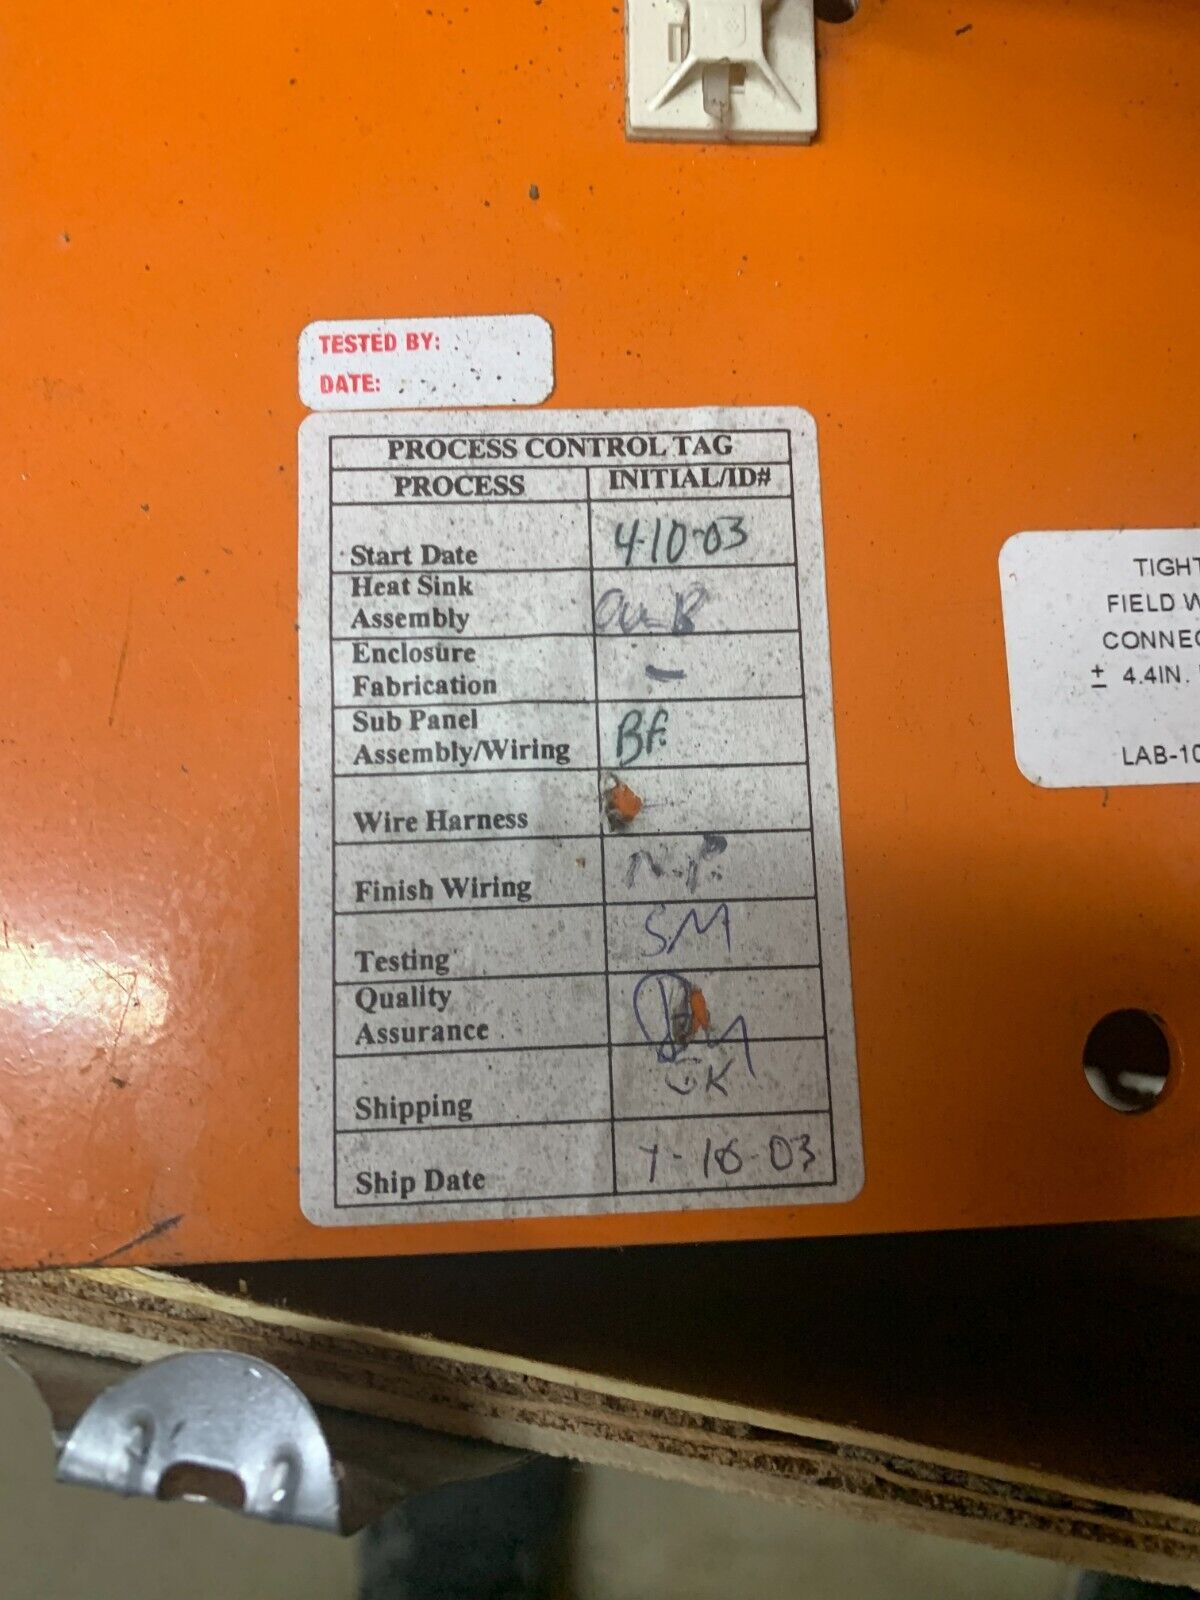 TESTED BY:
DATE:
PROCESS CONTROL TAG
PROCESS INITIAL/ID#
Start Date 4-10-03
Heat Sink
Assembly
Enclosure
Fabrication -
Sub Panel
Assembly/Wiring BF.
Wire Harness
Finish Wiring N.P.
Testing SM
Quality
Assurance
Shipping GK
Ship Date -03
TIGHT
FIELD W
CONNEC
± 4.4IN.
LAB-10